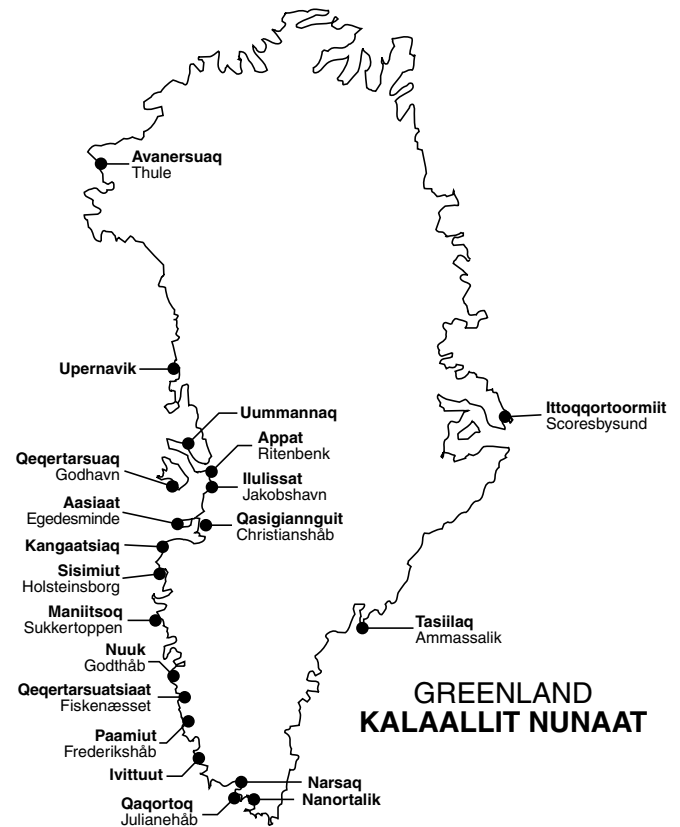 Avanersuaq
Thule
Upernavik
Uummannaq
Appat
Ritenbenk
Ittoqqortoormiit
Scoresbysund
Qeqertarsuaq
Godhavn
Ilulissat
Jakobshavn
Aasiaat
Egedesminde
Qasigiannguit
Christianshåb
Kangaatsiaq
Sisimiut
Holsteinsborg
Maniitsoq
Sukkertoppen
Tasiilaq
Ammassalik
Nuuk
Godthåb
Qeqertarsuatsiaat
Fiskenæsset
GREENLAND
KALAALLIT NUNAAT
Paamiut
Frederikshåb
Ivittuut
Narsaq
Nanortalik
Qaqortoq
Julianehåb